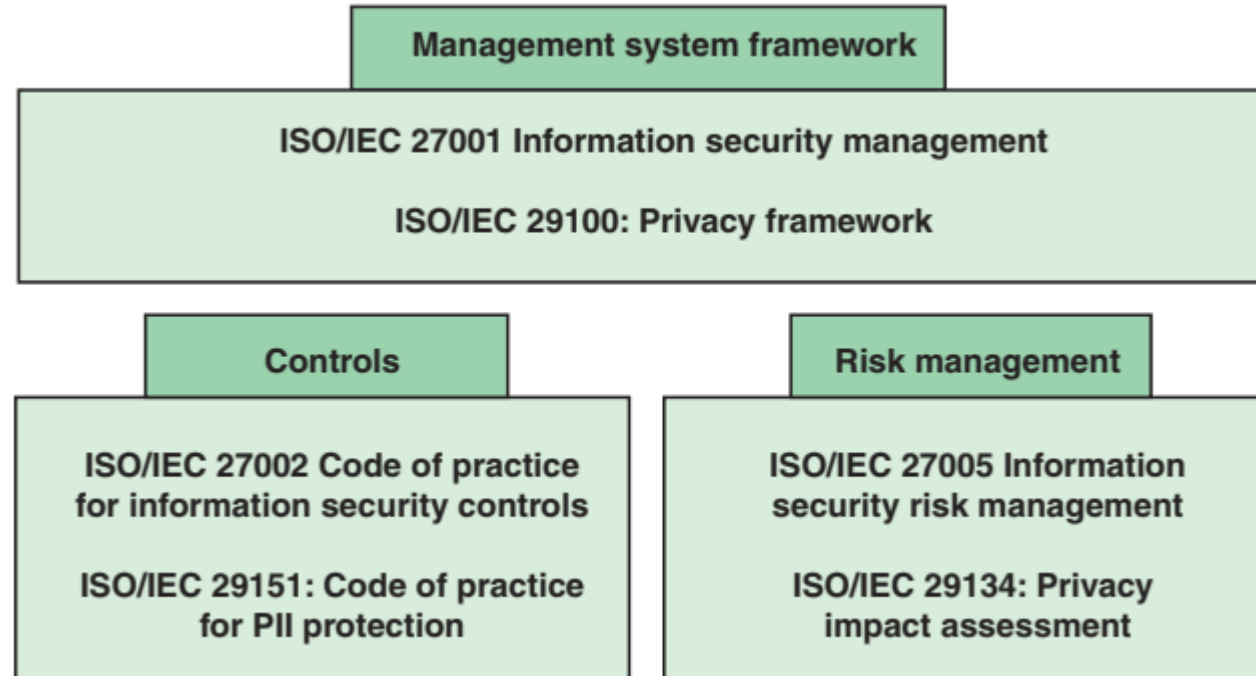 Management system framework
ISO/IEC 27001 Information security management
ISO/IEC 29100: Privacy framework
Controls
ISO/IEC 27002 Code of practice
for information security controls
ISO/IEC 29151: Code of practice
for PII protection
Risk management
ISO/IEC 27005 Information
security risk management
ISO/IEC 29134: Privacy
impact assessment